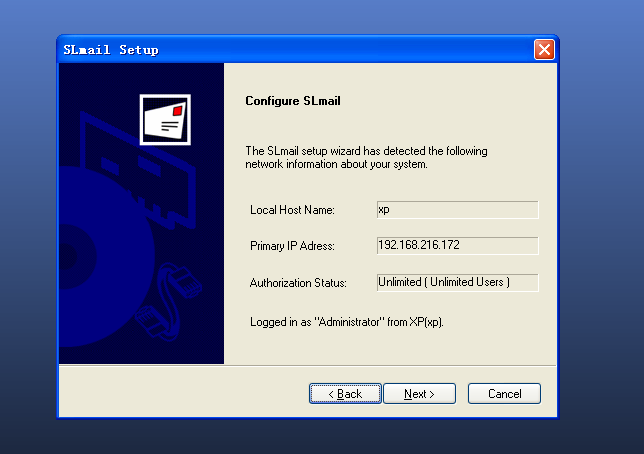 SLmail Setup
Configure SLmail
The SLmail setup wizard has detected the following
network information about your system.
Local Host Name: xp
Primary IP Adress: 192.168.216.172
Authorization Status: Unlimited ( Unlimited Users )
Logged in as "Administrator" from XP(xp).
< Back Next > Cancel